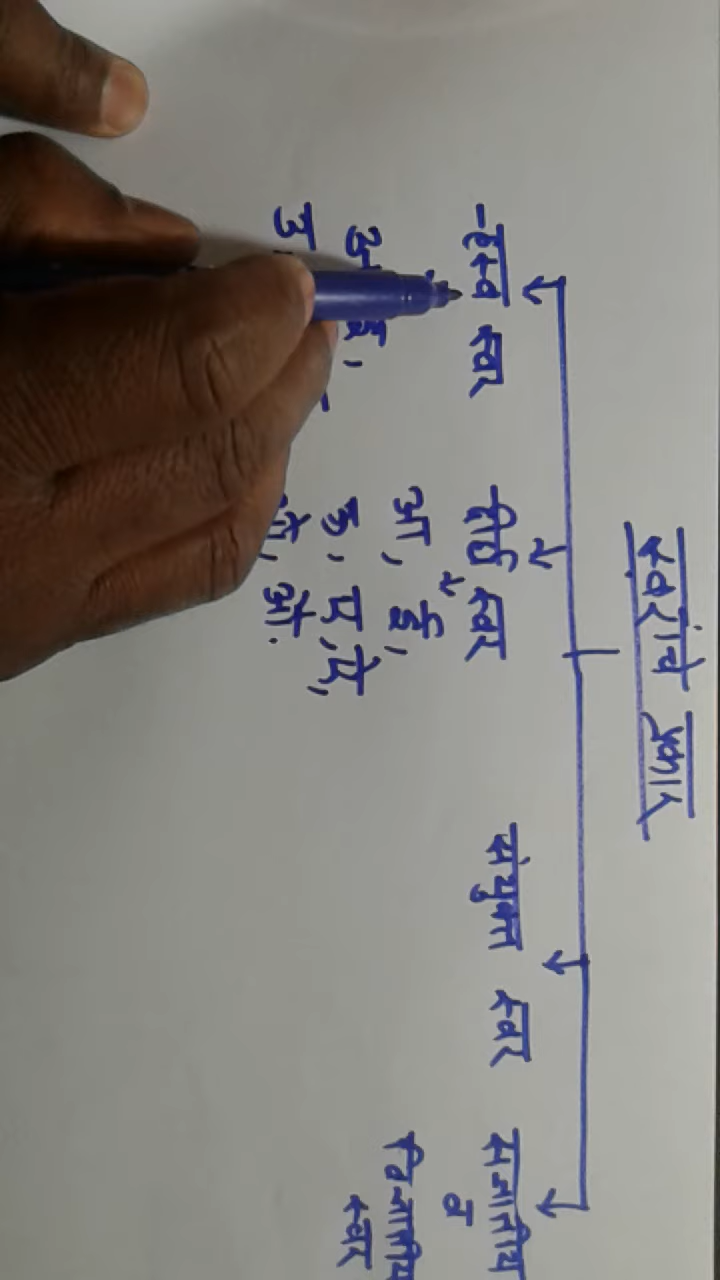 स्वरांचे प्रकार
ऱ्हस्व स्वर
दीर्घ स्वर
आ, ई,
ऊ, ए, ऐ,
ओ.
संयुक्त स्वर
सजातीय
व
विजातीय
स्वर